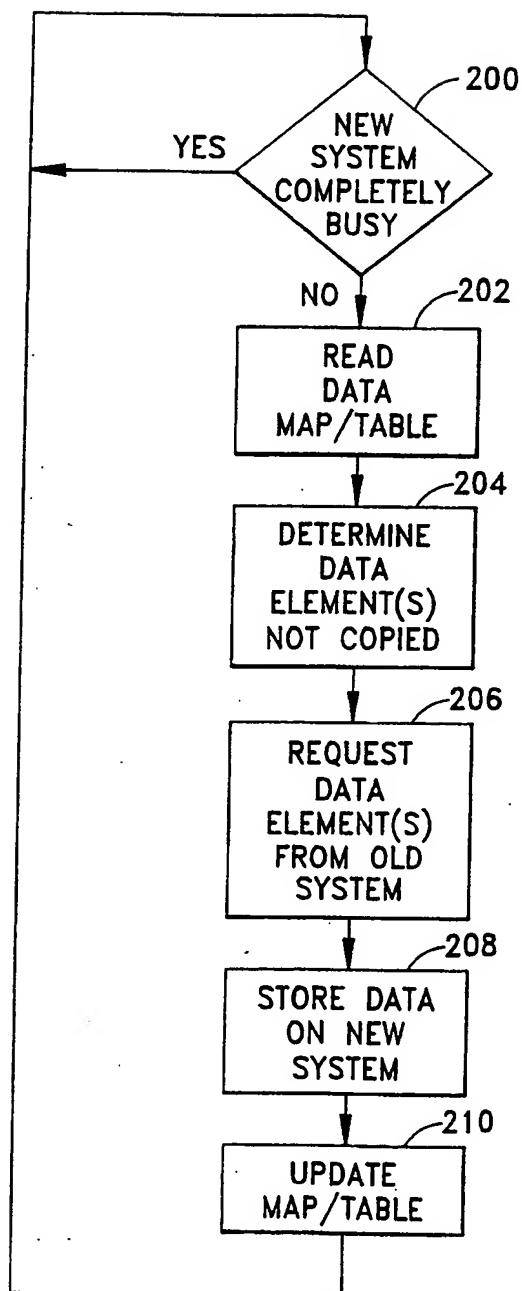 200
NEW
SYSTEM
COMPLETELY
BUSY
YES
NO
202
READ
DATA
MAP/TABLE
204
DETERMINE
DATA
ELEMENT(S)
NOT COPIED
206
REQUEST
DATA
ELEMENT(S)
FROM OLD
SYSTEM
208
STORE DATA
ON NEW
SYSTEM
210
UPDATE
MAP/TABLE